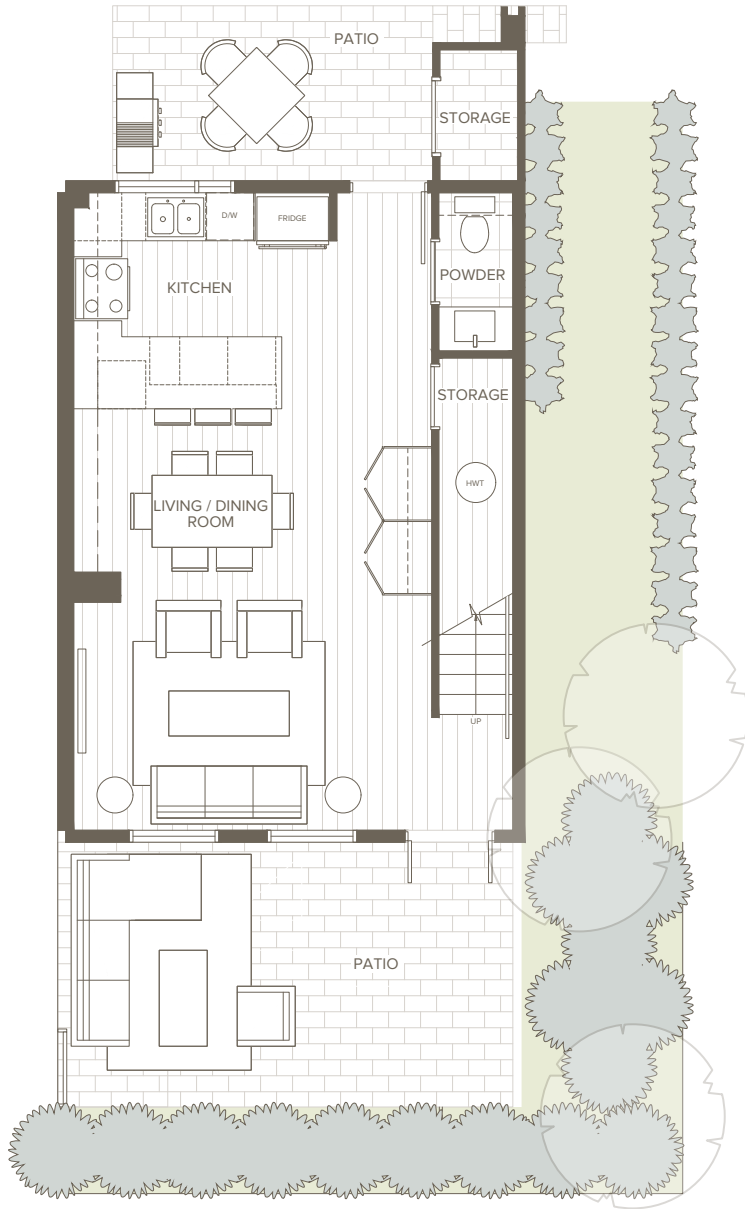 PATIO
STORAGE
D/W
FRIDGE
POWDER
KITCHEN
STORAGE
HWT
LIVING / DINING
ROOM
UP
PATIO